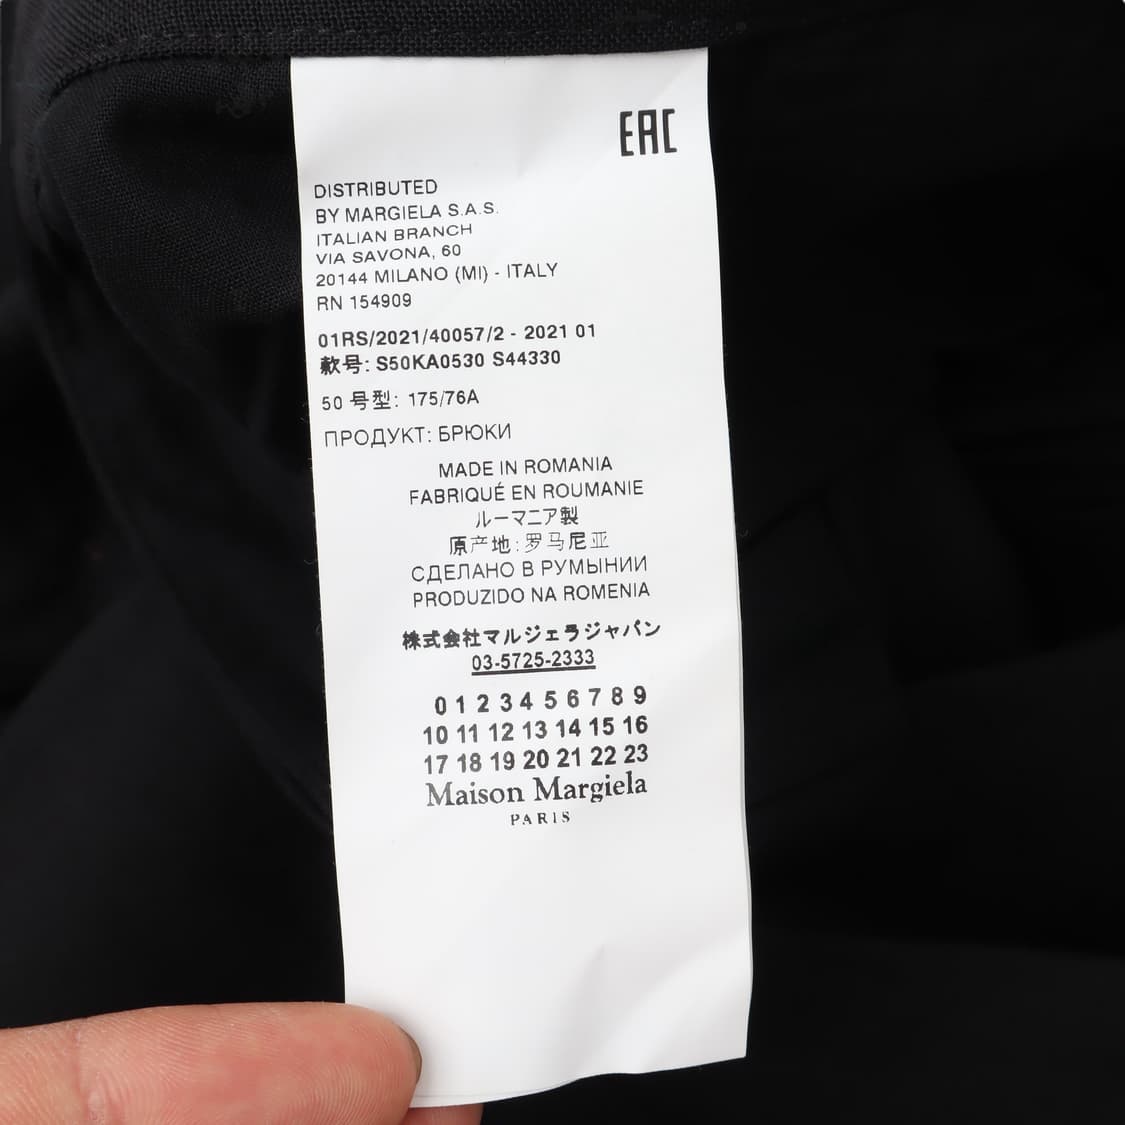 EAC
DISTRIBUTED
BY MARGIELA S.A.S.
ITALIAN BRANCH
VIA SAVONA, 60
20144 MILANO (MI) - ITALY
RN 154909
01RS/2021/40057/2 - 2021 01
款号: S50KA0530 S44330
50 号型: 175/76A
ПРОДУКТ: БРЮКИ
MADE IN ROMANIA
FABRIQUÉ EN ROUMANIE
ルーマニア製
原产地: 罗马尼亚
СДЕЛАНО В РУМЫНИИ
PRODUZIDO NA ROMENIA
株式会社マルジェラジャパン
03-5725-2333
0 1 2 3 4 5 6 7 8 9
10 11 12 13 14 15 16
17 18 19 20 21 22 23
Maison Margiela
PARIS